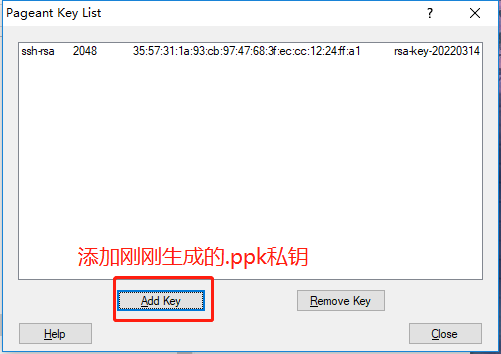 Pageant Key List
ssh-rsa 2048 35:57:31:1a:93:cb:97:47:68:3f:ec:cc:12:24:ff:a1 rsa-key-20220314
添加刚刚生成的.ppk私钥
Add Key Remove Key
Help Close